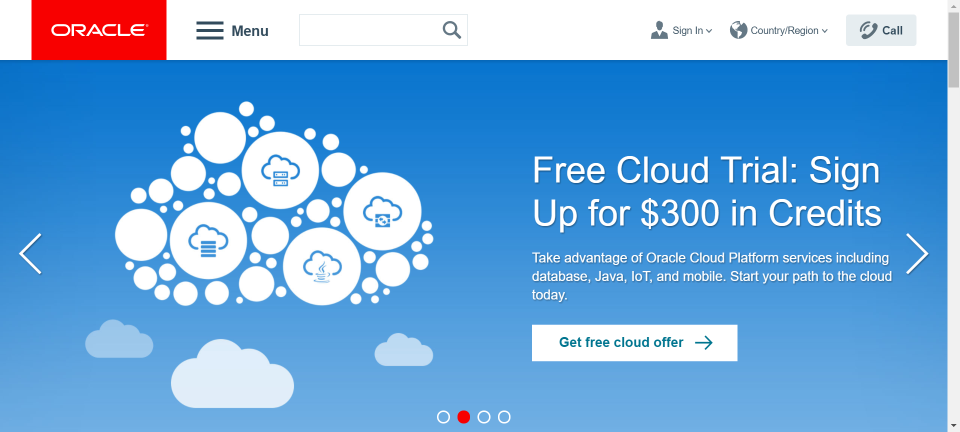 ORACLE
Menu
Sign In
Country/Region
Call
Free Cloud Trial: Sign
Up for $300 in Credits
Take advantage of Oracle Cloud Platform services including
database, Java, IoT, and mobile. Start your path to the cloud
today.
Get free cloud offer